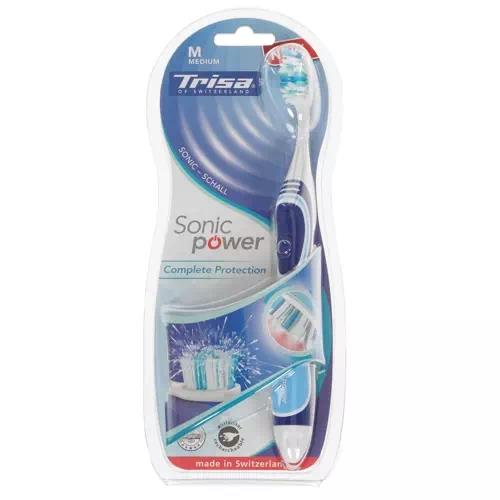 M
MEDIUM
Trisa
OF SWITZERLAND
SONIC – SCHALL
Sonic
power
Complete Protection
made in Switzerland